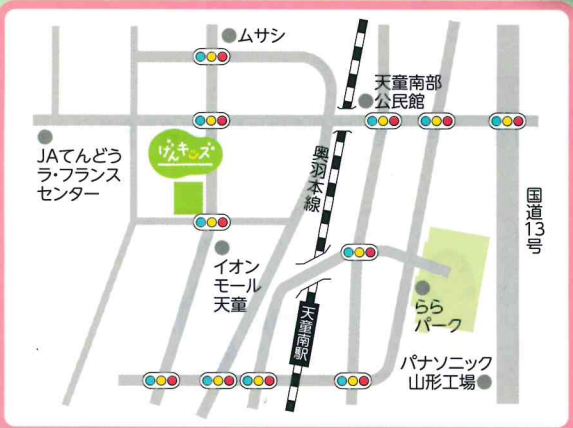 ムサシ
天童南部
公民館
JAてんどう
ラ・フランス
センター
げんキッズ
奥羽本線
国道13号
イオン
モール
天童
天童南駅
らら
パーク
パナソニック
山形工場